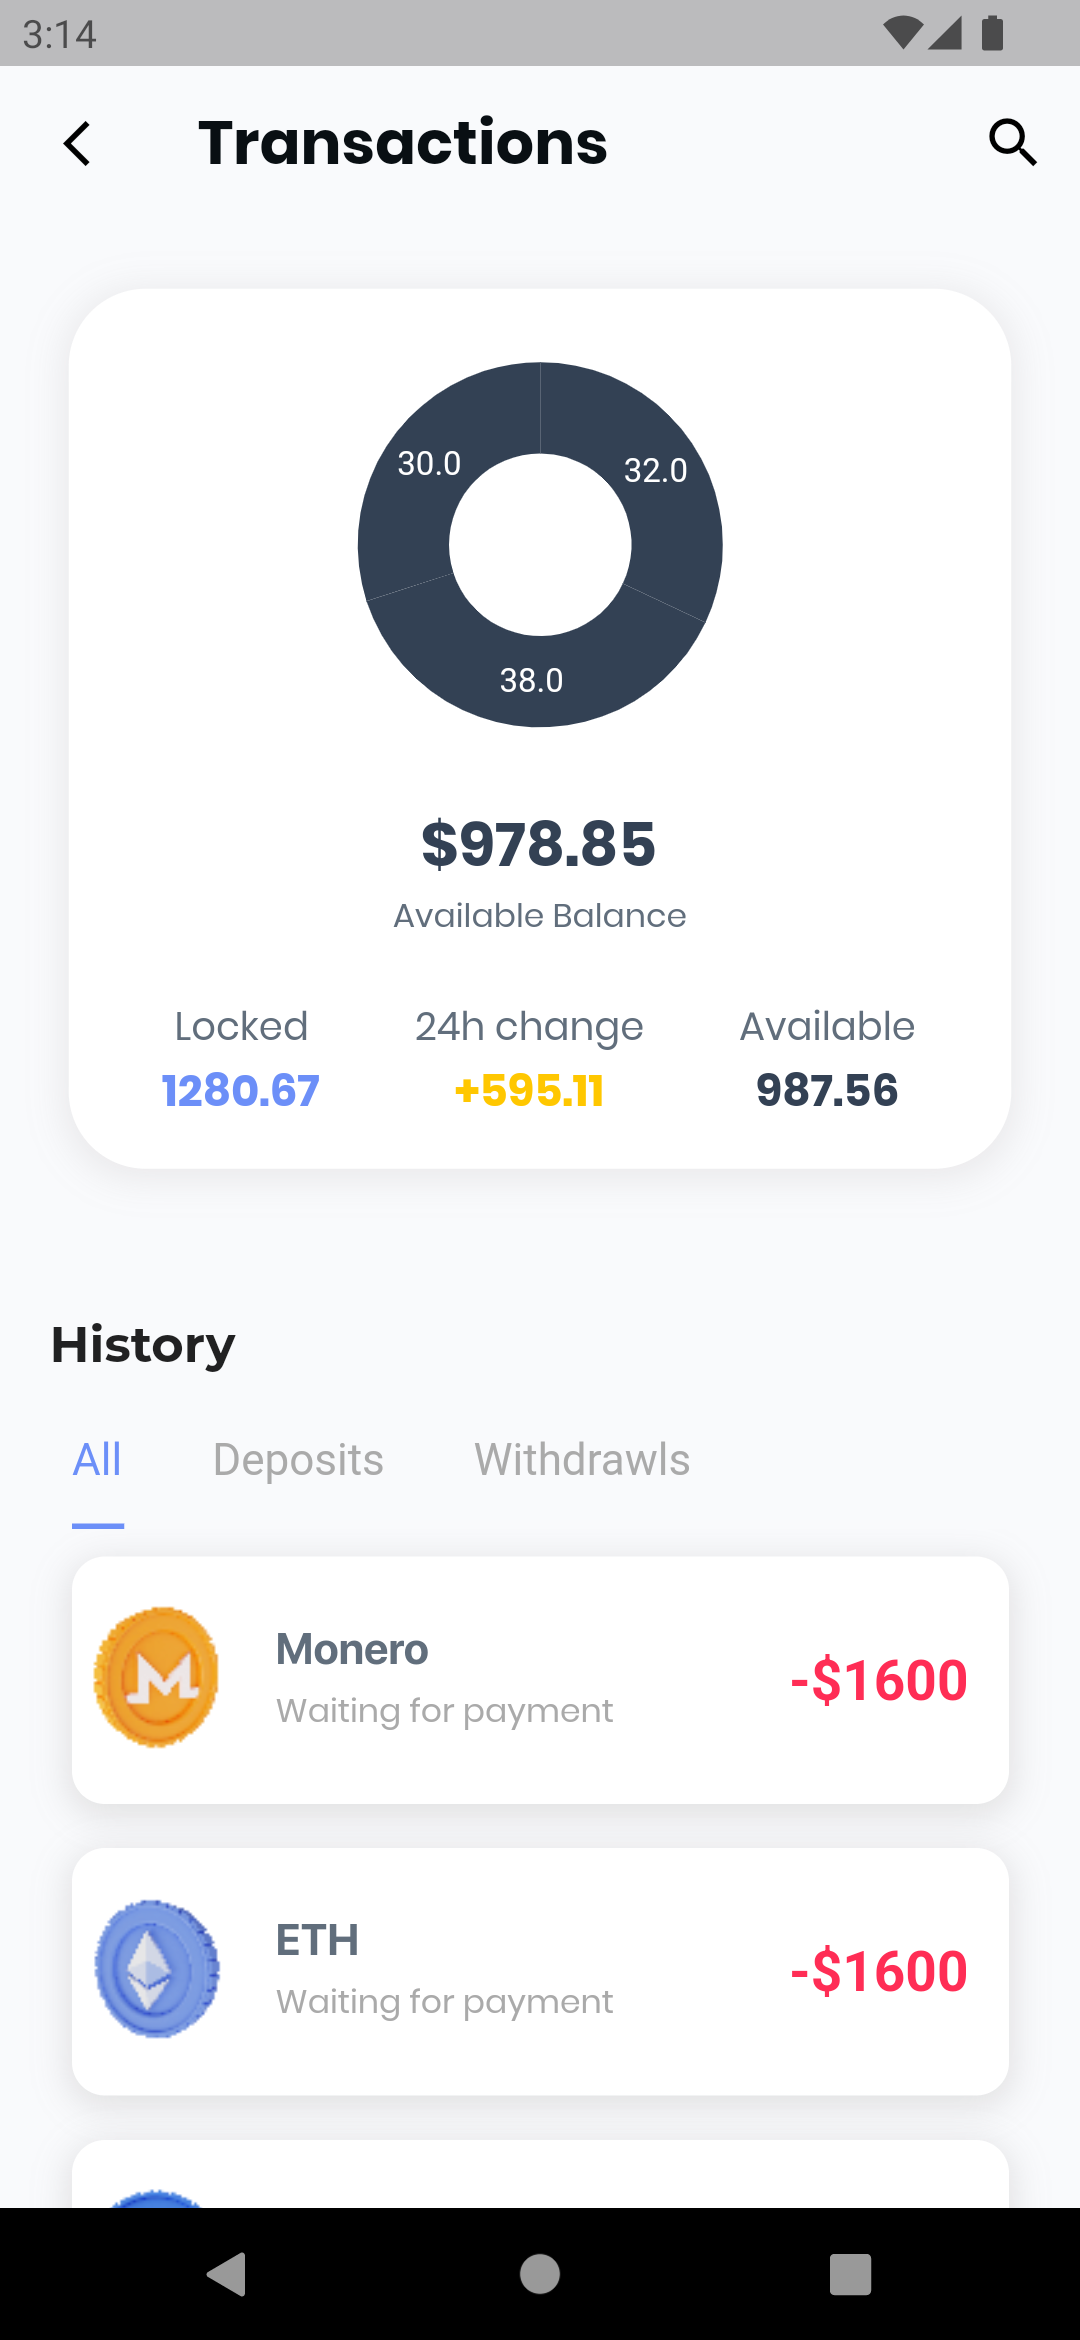 3:14
Transactions
30.0
32.0
38.0
$978.85
Available Balance
Locked 24h change Available
1280.67 +595.11 987.56
History
All Deposits Withdrawls
Monero
Waiting for payment
-$1600
ETH
Waiting for payment
-$1600